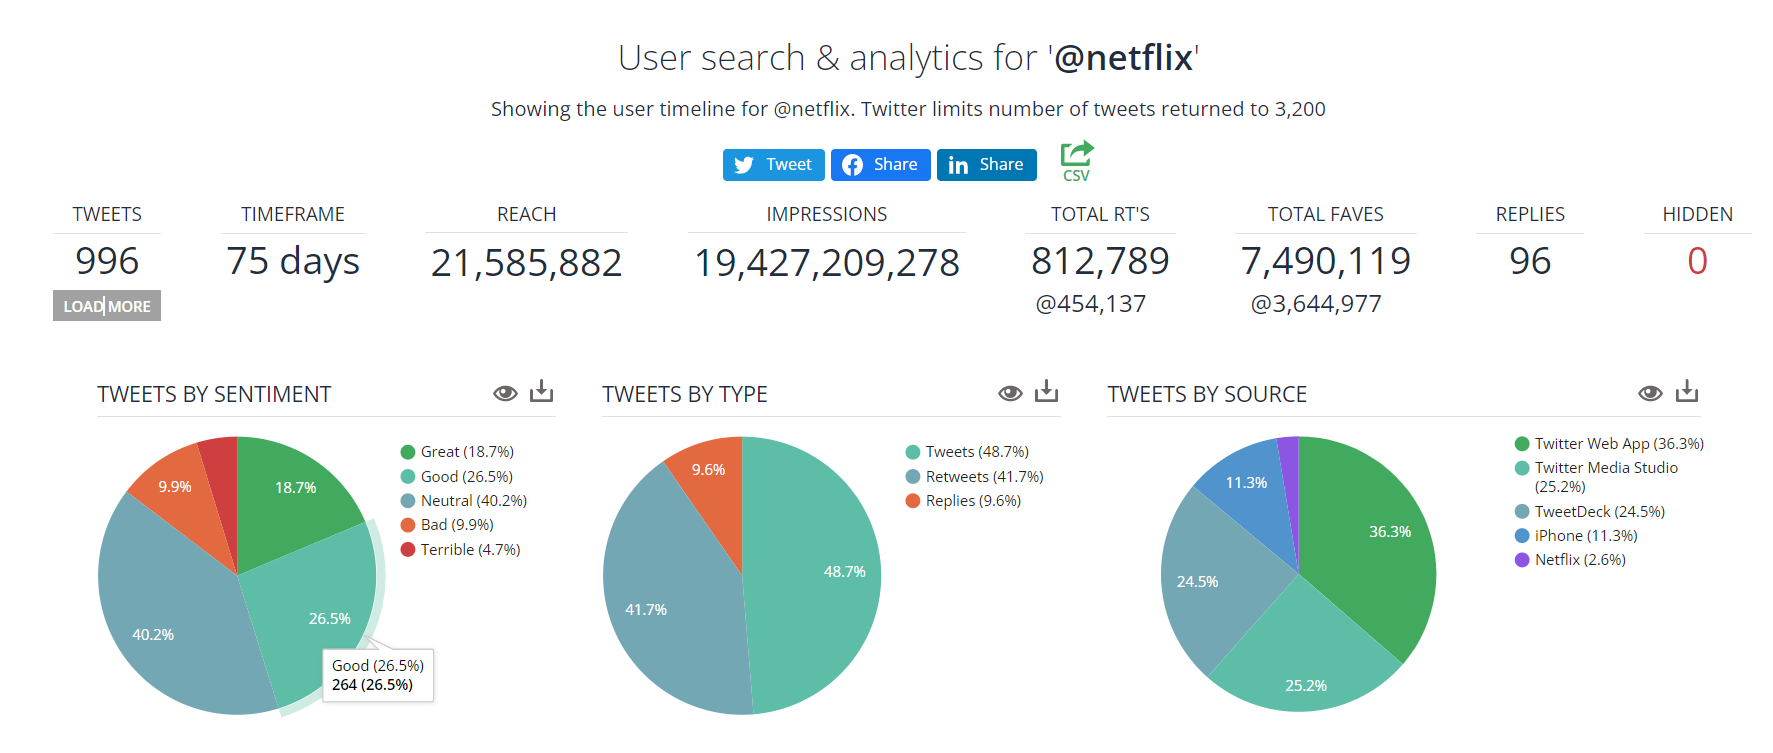 User search & analytics for '@netflix'
Showing the user timeline for @netflix. Twitter limits number of tweets returned to 3,200
Tweet
Share
in Share
CSV
TWEETS
996
LOAD MORE
TIMEFRAME
75 days
REACH
21,585,882
IMPRESSIONS
19,427,209,278
TOTAL RT'S
812,789
@454,137
TOTAL FAVES
7,490,119
@3,644,977
REPLIES
96
HIDDEN
0
TWEETS BY SENTIMENT
18.7%
26.5%
40.2%
9.9%
Great (18.7%)
Good (26.5%)
Neutral (40.2%)
Bad (9.9%)
Terrible (4.7%)
Good (26.5%)
264 (26.5%)
TWEETS BY TYPE
9.6%
48.7%
41.7%
Tweets (48.7%)
Retweets (41.7%)
Replies (9.6%)
TWEETS BY SOURCE
11.3%
36.3%
24.5%
25.2%
Twitter Web App (36.3%)
Twitter Media Studio
(25.2%)
TweetDeck (24.5%)
iPhone (11.3%)
Netflix (2.6%)